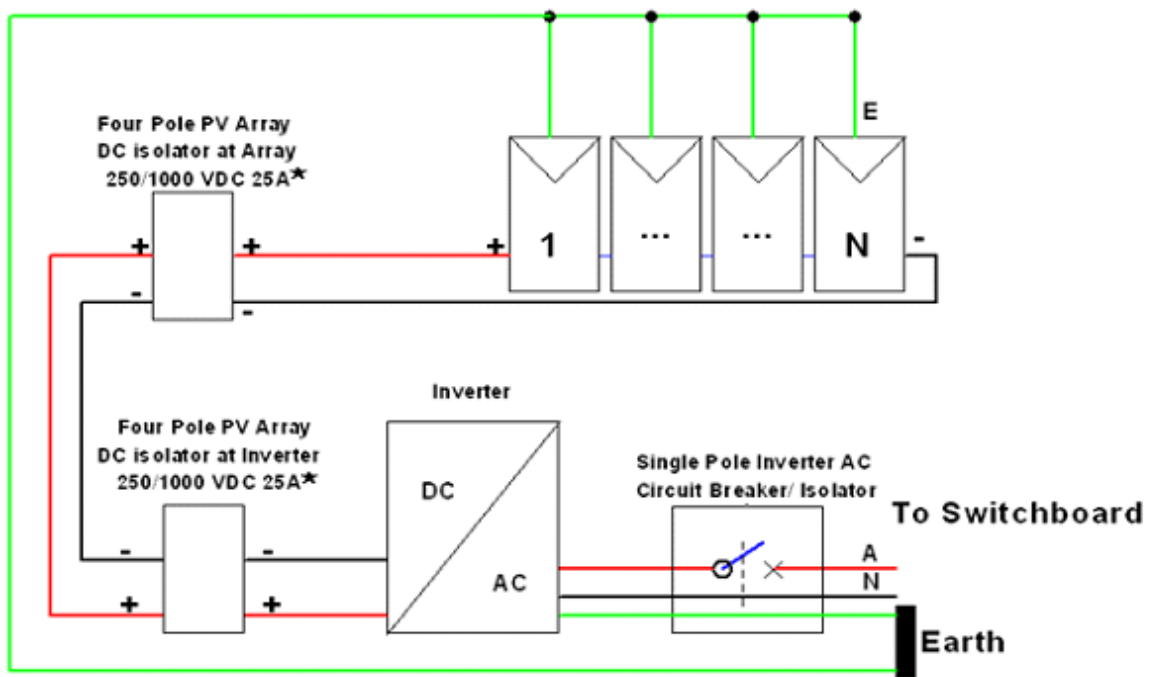 E
Four Pole PV Array
DC isolator at Array
250/1000 VDC 25A★
+ + + 1 ... ... N -
- -
Inverter
Four Pole PV Array
DC isolator at Inverter
250/1000 VDC 25A★
Single Pole Inverter AC
Circuit Breaker/ Isolator
DC
To Switchboard
- -
A
AC
N
+ +
Earth